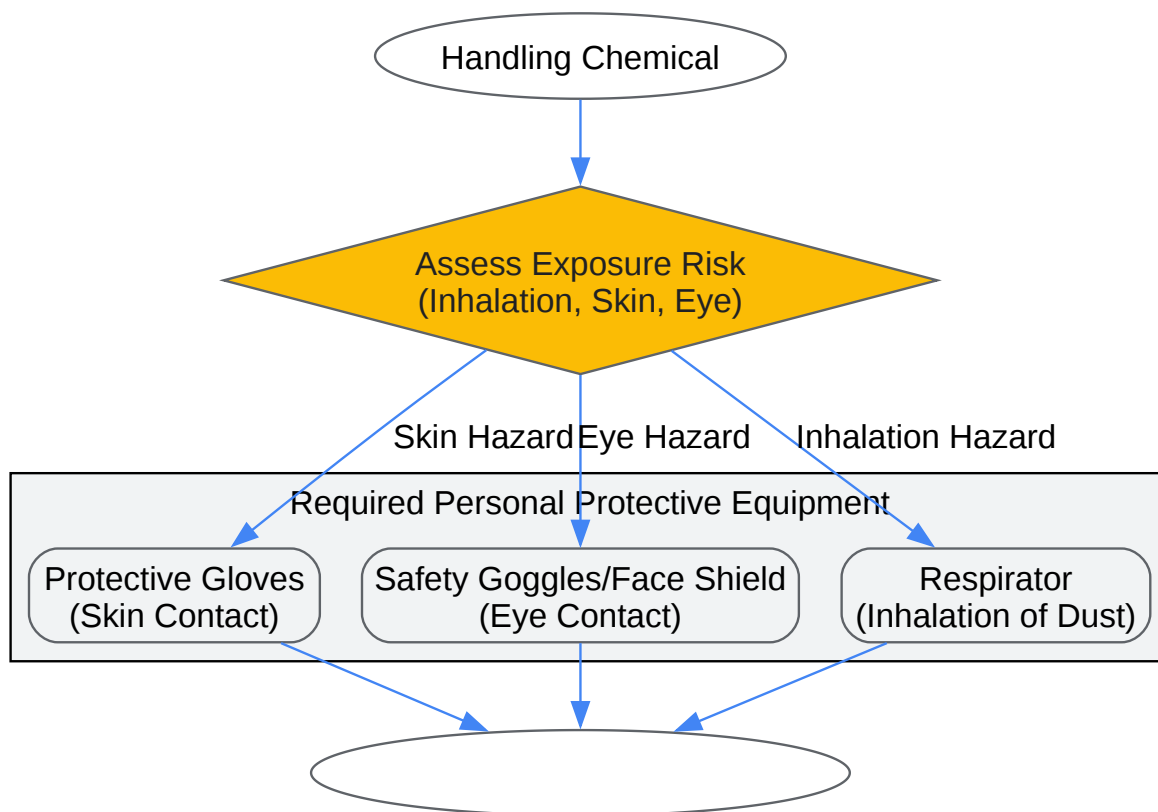 Handling Chemical
Assess Exposure Risk
(Inhalation, Skin, Eye)
Skin Hazard
Eye Hazard
Inhalation Hazard
Required Personal Protective Equipment
Protective Gloves
(Skin Contact)
Safety Goggles/Face Shield
(Eye Contact)
Respirator
(Inhalation of Dust)